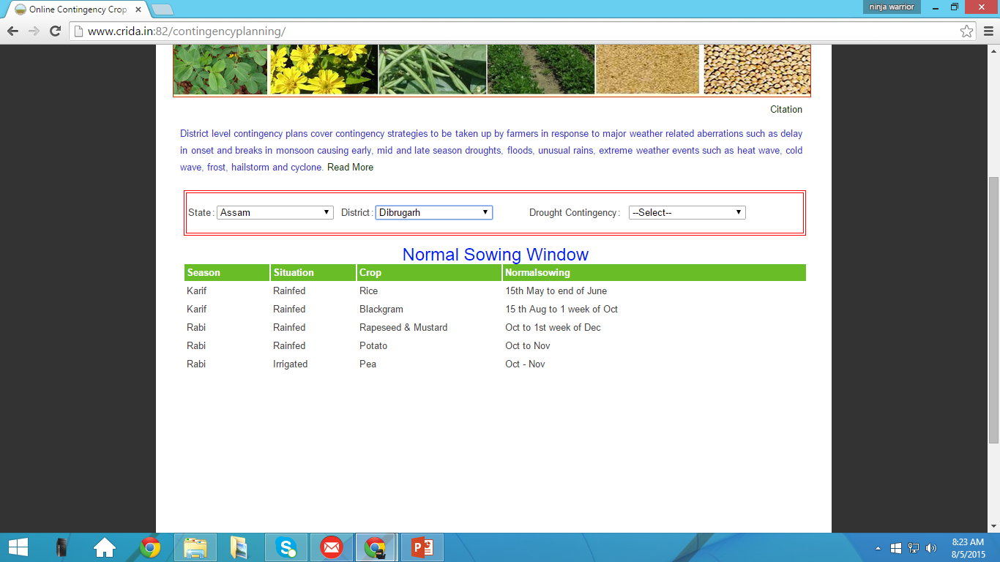 Online Contingency Crop
ninja warrior
www.crida.in:82/contingencyplanning/
Citation
District level contingency plans cover contingency strategies to be taken up by farmers in response to major weather related aberrations such as delay
in onset and breaks in monsoon causing early, mid and late season droughts, floods, unusual rains, extreme weather events such as heat wave, cold
wave, frost, hailstorm and cyclone. Read More
State : Assam District : Dibrugarh Drought Contingency : --Select--
Normal Sowing Window
Season Situation Crop Normalsowing
Karif Rainfed Rice 15th May to end of June
Karif Rainfed Blackgram 15 th Aug to 1 week of Oct
Rabi Rainfed Rapeseed & Mustard Oct to 1st week of Dec
Rabi Rainfed Potato Oct to Nov
Rabi Irrigated Pea Oct - Nov
8:23 AM
8/5/2015